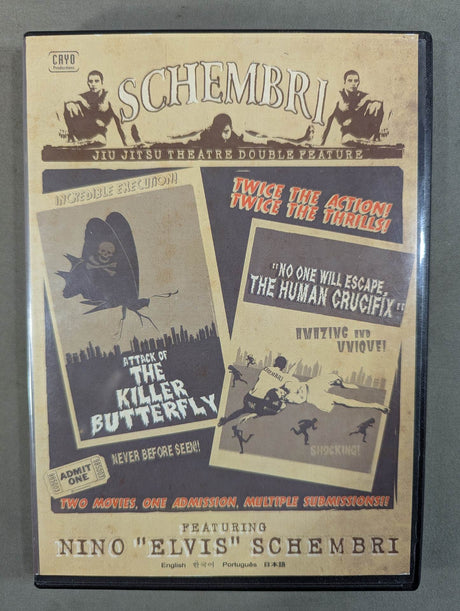 CRYO
Productions
SCHEMBRI
JIU JITSU THEATRE DOUBLE FEATURE
INCREDIBLE EXECUTION!
ATTACK OF
THE
KILLER
BUTTERFLY
NEVER BEFORE SEEN!!
ADMIT
ONE
TWICE THE ACTION!
TWICE THE THRILLS!
"NO ONE WILL ESCAPE
THE HUMAN CRUCIFIX"
AMAZING AND
UNIQUE!
SHOCKING!
TWO MOVIES, ONE ADMISSION, MULTIPLE SUBMISSIONS!!
FEATURING
NINO "ELVIS" SCHEMBRI
English 한국어 Português 日本語